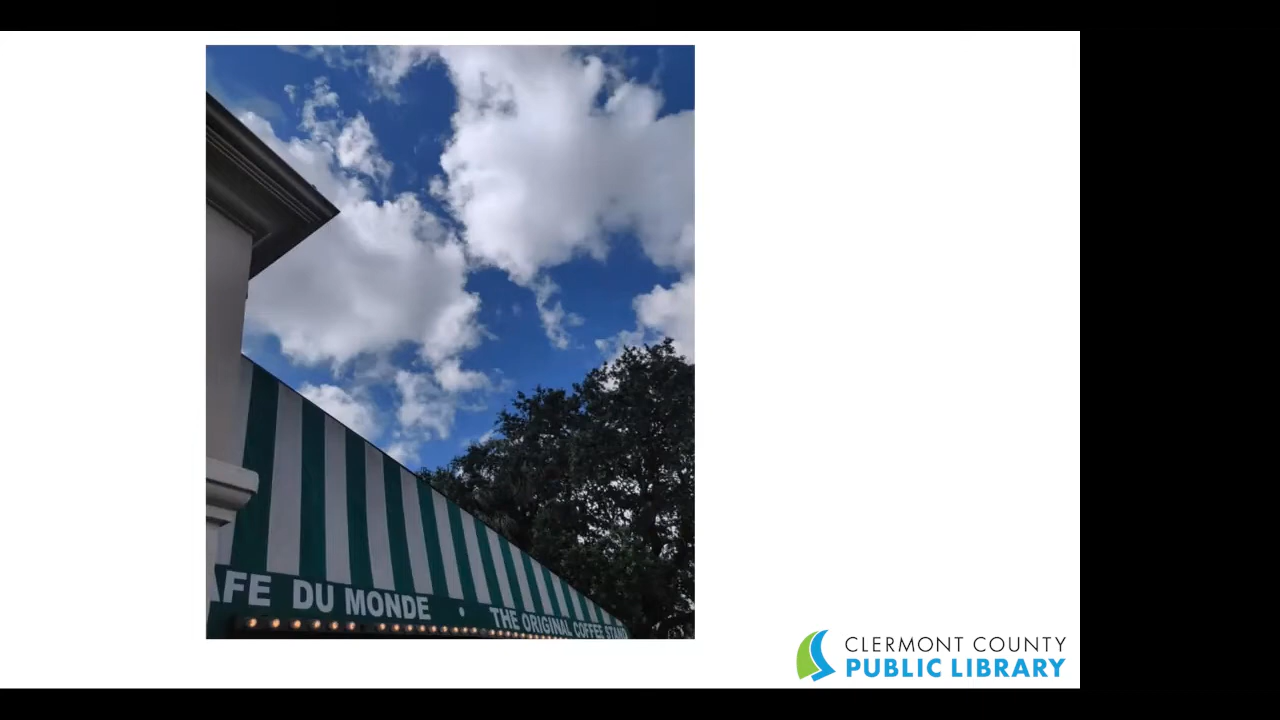 AFE DU MONDE • THE ORIGINAL COFFEE STAND
CLERMONT COUNTY
PUBLIC LIBRARY